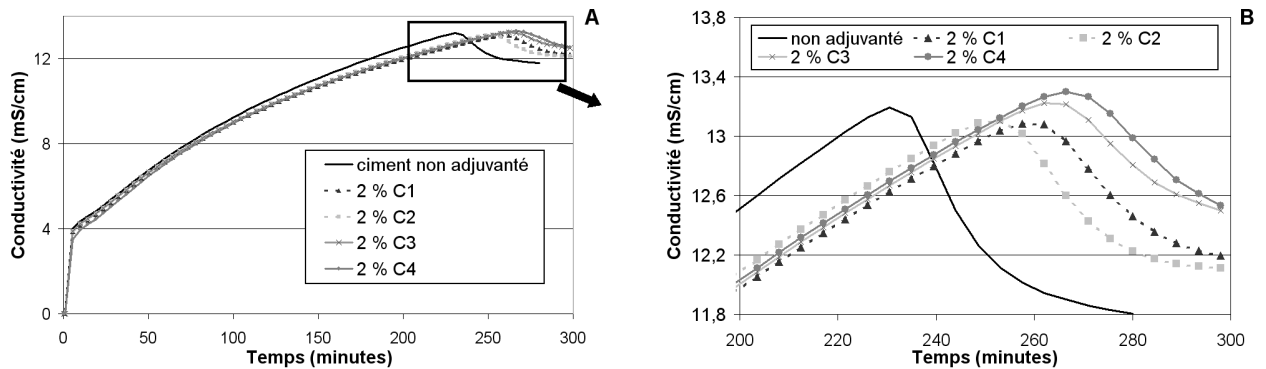 A
Conductivité (mS/cm)
12
8
4
0
0 50 100 150 200 250 300
Temps (minutes)
ciment non adjuvanté
2 % C1
2 % C2
2 % C3
2 % C4
B
Conductivité (mS/cm)
13,8
13,4
13
12,6
12,2
11,8
200 220 240 260 280 300
Temps (minutes)
non adjuvanté 2 % C1 2 % C2
2 % C3 2 % C4